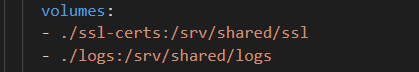 volumes:
- ./ssl-certs:/srv/shared/ssl
- ./logs:/srv/shared/logs